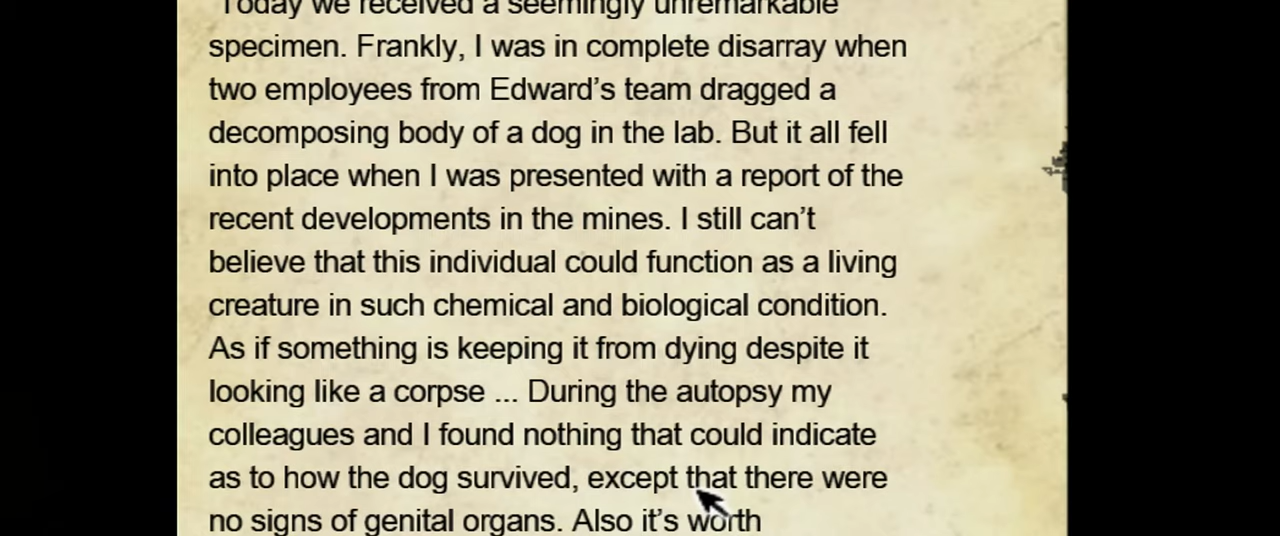 Today we received a seemingly unremarkable
specimen. Frankly, I was in complete disarray when
two employees from Edward’s team dragged a
decomposing body of a dog in the lab. But it all fell
into place when I was presented with a report of the
recent developments in the mines. I still can’t
believe that this individual could function as a living
creature in such chemical and biological condition.
As if something is keeping it from dying despite it
looking like a corpse ... During the autopsy my
colleagues and I found nothing that could indicate
as to how the dog survived, except that there were
no signs of genital organs. Also it’s worth